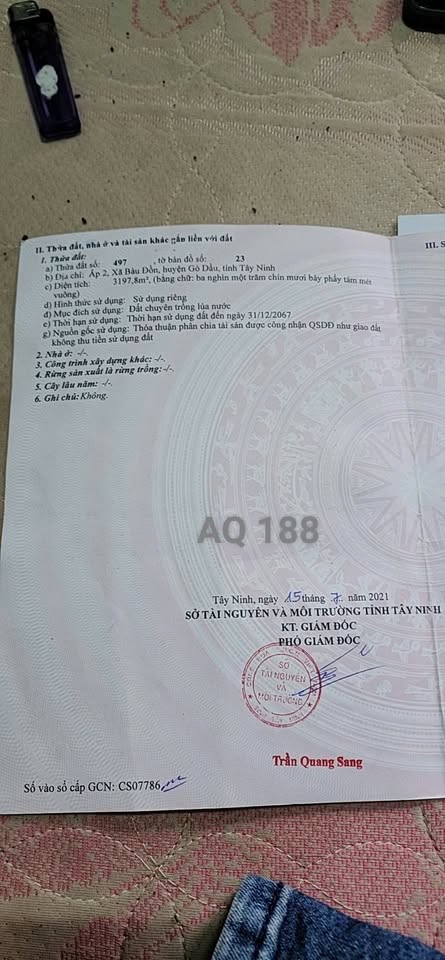 II. Thửa đất, nhà ở và tài sản khác gắn liền với đất
1. Thửa đất:
a) Thửa đất số: 497 , tờ bản đồ số: 23
b) Địa chỉ: Ấp 2, Xã Bàu Đồn, huyện Gò Dầu, tỉnh Tây Ninh
c) Diện tích: 3197,8m², (bằng chữ: ba nghìn một trăm chín mươi bảy phẩy tám mét
vuông)
d) Hình thức sử dụng: Sử dụng riêng
đ) Mục đích sử dụng: Đất chuyên trồng lúa nước
e) Thời hạn sử dụng: Thời hạn sử dụng đất đến ngày 31/12/2067
g) Nguồn gốc sử dụng: Thỏa thuận phân chia tài sản được công nhận QSDĐ như giao đất
không thu tiền sử dụng đất
2. Nhà ở: -/-.
3. Công trình xây dựng khác: -/-.
4. Rừng sản xuất là rừng trồng:-/-.
5. Cây lâu năm: -/-.
6. Ghi chú: Không.
III. S
AQ 188
Tây Ninh, ngày 15 tháng 7 năm 2021
SỞ TÀI NGUYÊN VÀ MÔI TRƯỜNG TỈNH TÂY NINH
KT. GIÁM ĐỐC
PHÓ GIÁM ĐỐC
SỞ
TÀI NGUYÊN
VÀ
MÔI TRƯỜNG
Trần Quang Sang
Số vào sổ cấp GCN: CS07786